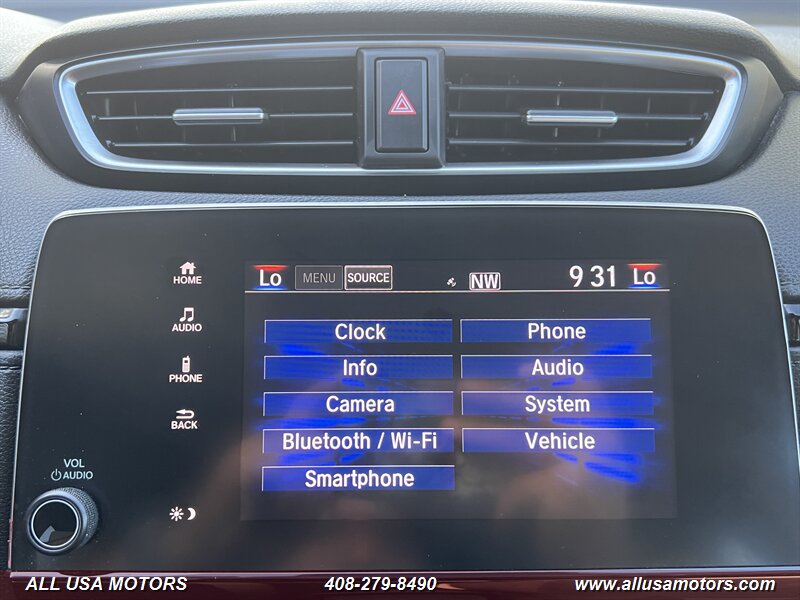 Lo MENU SOURCE NW 9 31 Lo
HOME
AUDIO
PHONE
BACK
Clock Phone
Info Audio
Camera System
Bluetooth / Wi-Fi Vehicle
Smartphone
VOL
AUDIO
ALL USA MOTORS 408-279-8490 www.allusamotors.com